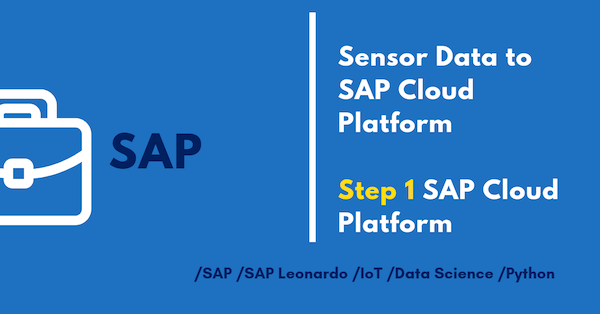 SAP
Sensor Data to
SAP Cloud
Platform
Step 1 SAP Cloud
Platform
/SAP /SAP Leonardo /IoT /Data Science /Python